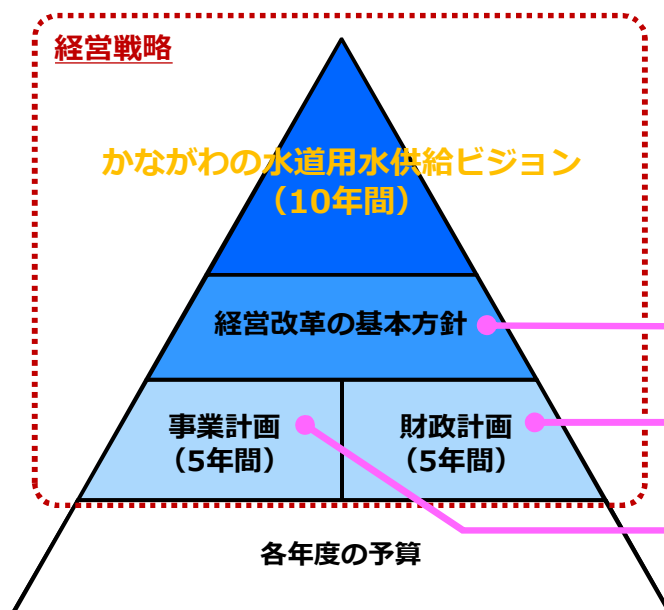 経営戦略
かながわの水道用水供給ビジョン
（10年間）
経営改革の基本方針
事業計画
（5年間）
財政計画
（5年間）
各年度の予算